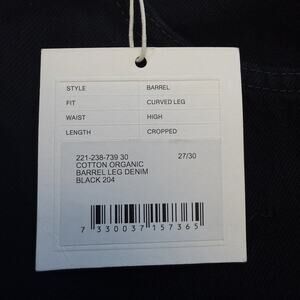 STYLE BARREL
FIT CURVED LEG
WAIST HIGH
LENGTH CROPPED
221-238-739 30 27/30
COTTON ORGANIC
BARREL LEG DENIM
BLACK 204
7 330037 157365